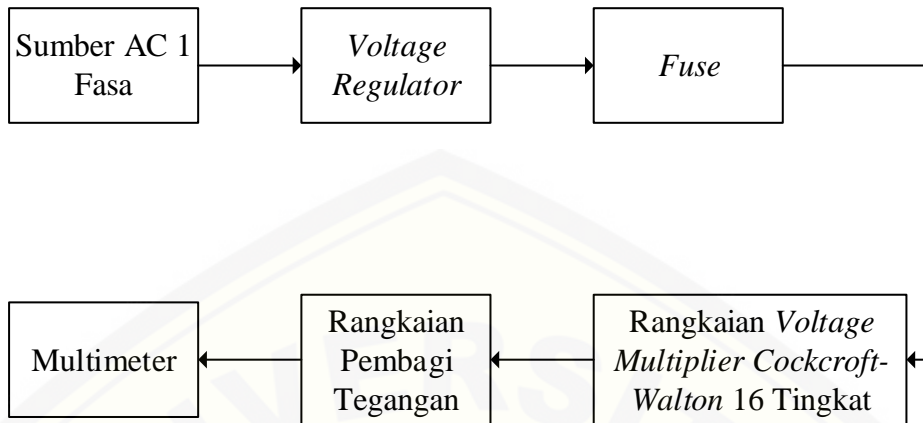 Sumber AC 1
Fasa
Voltage
Regulator
Fuse
Rangkaian Voltage
Multiplier Cockcroft-
Walton 16 Tingkat
Rangkaian
Pembagi
Tegangan
Multimeter